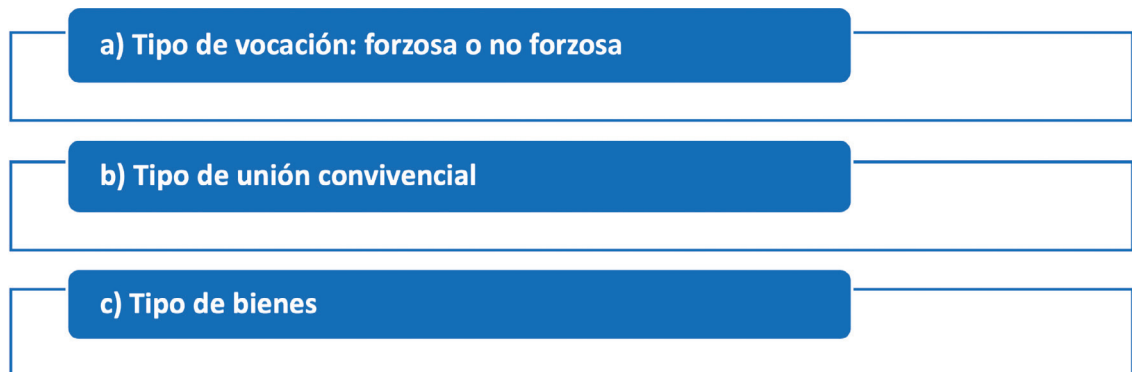 a) Tipo de vocación: forzosa o no forzosa
b) Tipo de unión convivencial
c) Tipo de bienes